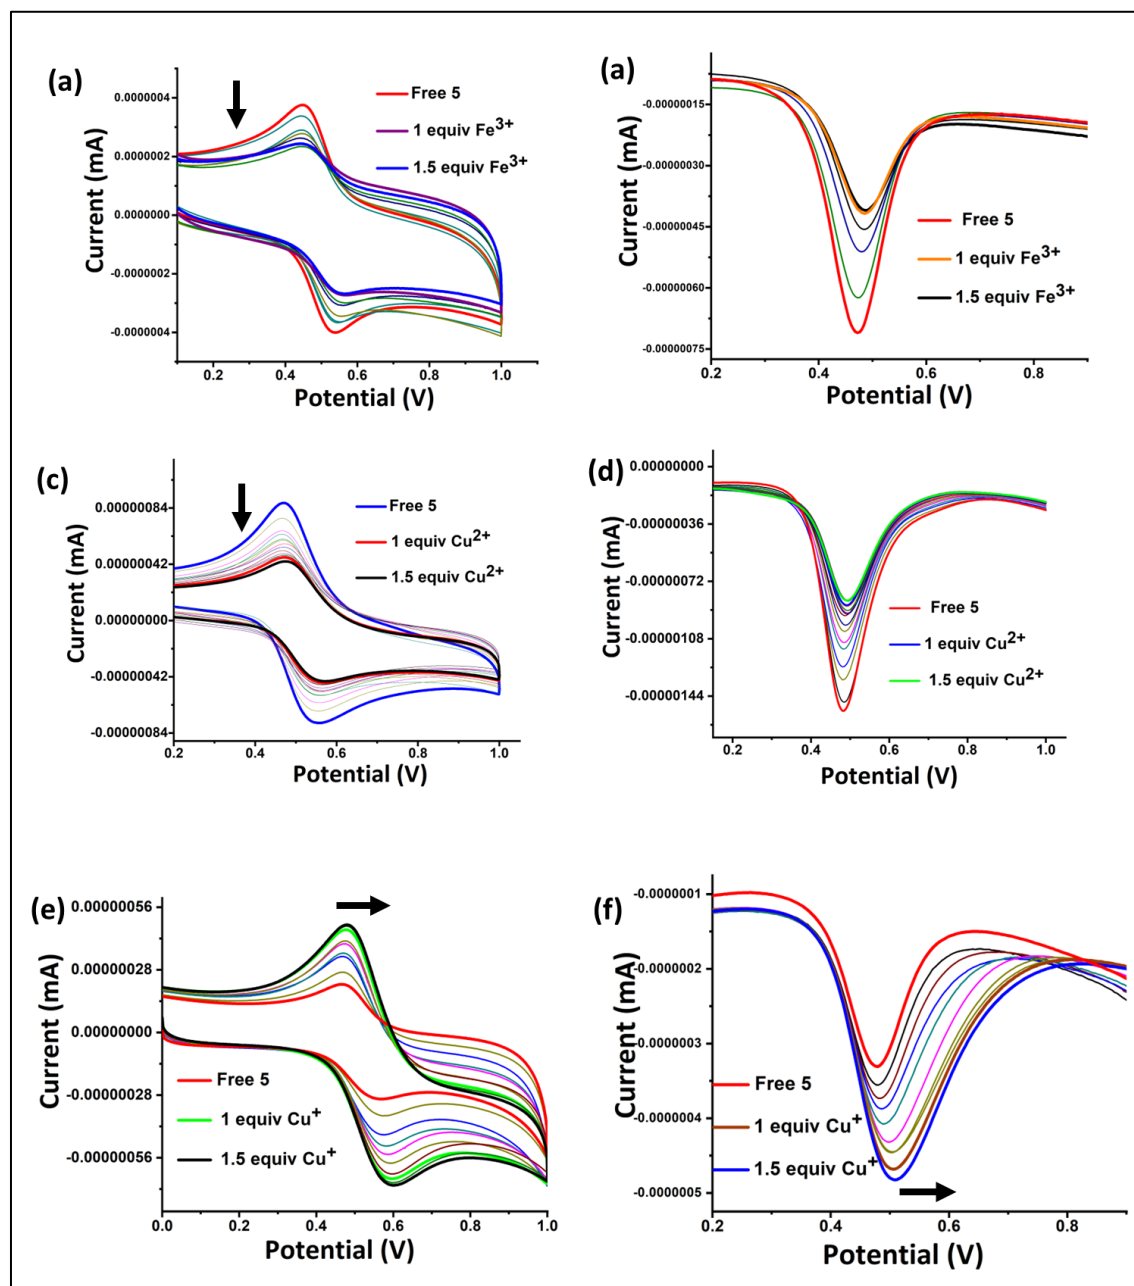 (a)
0.0000004
0.0000002
0.0000000
-0.0000002
-0.0000004
Current (mA)
Free 5
1 equiv Fe3+
1.5 equiv Fe3+
0.2 0.4 0.6 0.8 1.0
Potential (V)
(a)
-0.00000015
-0.00000030
-0.00000045
-0.00000060
-0.00000075
Current (mA)
Free 5
1 equiv Fe3+
1.5 equiv Fe3+
0.2 0.4 0.6 0.8
Potential (V)
(c)
0.00000084
0.00000042
0.00000000
-0.00000042
-0.00000084
Current (mA)
Free 5
1 equiv Cu2+
1.5 equiv Cu2+
0.2 0.4 0.6 0.8 1.0
Potential (V)
(d)
0.00000000
-0.00000036
-0.00000072
-0.00000108
-0.00000144
Current (mA)
Free 5
1 equiv Cu2+
1.5 equiv Cu2+
0.2 0.4 0.6 0.8 1.0
Potential (V)
(e)
0.00000056
0.00000028
0.00000000
-0.00000028
-0.00000056
Current (mA)
Free 5
1 equiv Cu+
1.5 equiv Cu+
0.0 0.2 0.4 0.6 0.8 1.0
Potential (V)
(f)
-0.0000001
-0.0000002
-0.0000003
-0.0000004
-0.0000005
Current (mA)
Free 5
1 equiv Cu+
1.5 equiv Cu+
0.2 0.4 0.6 0.8
Potential (V)